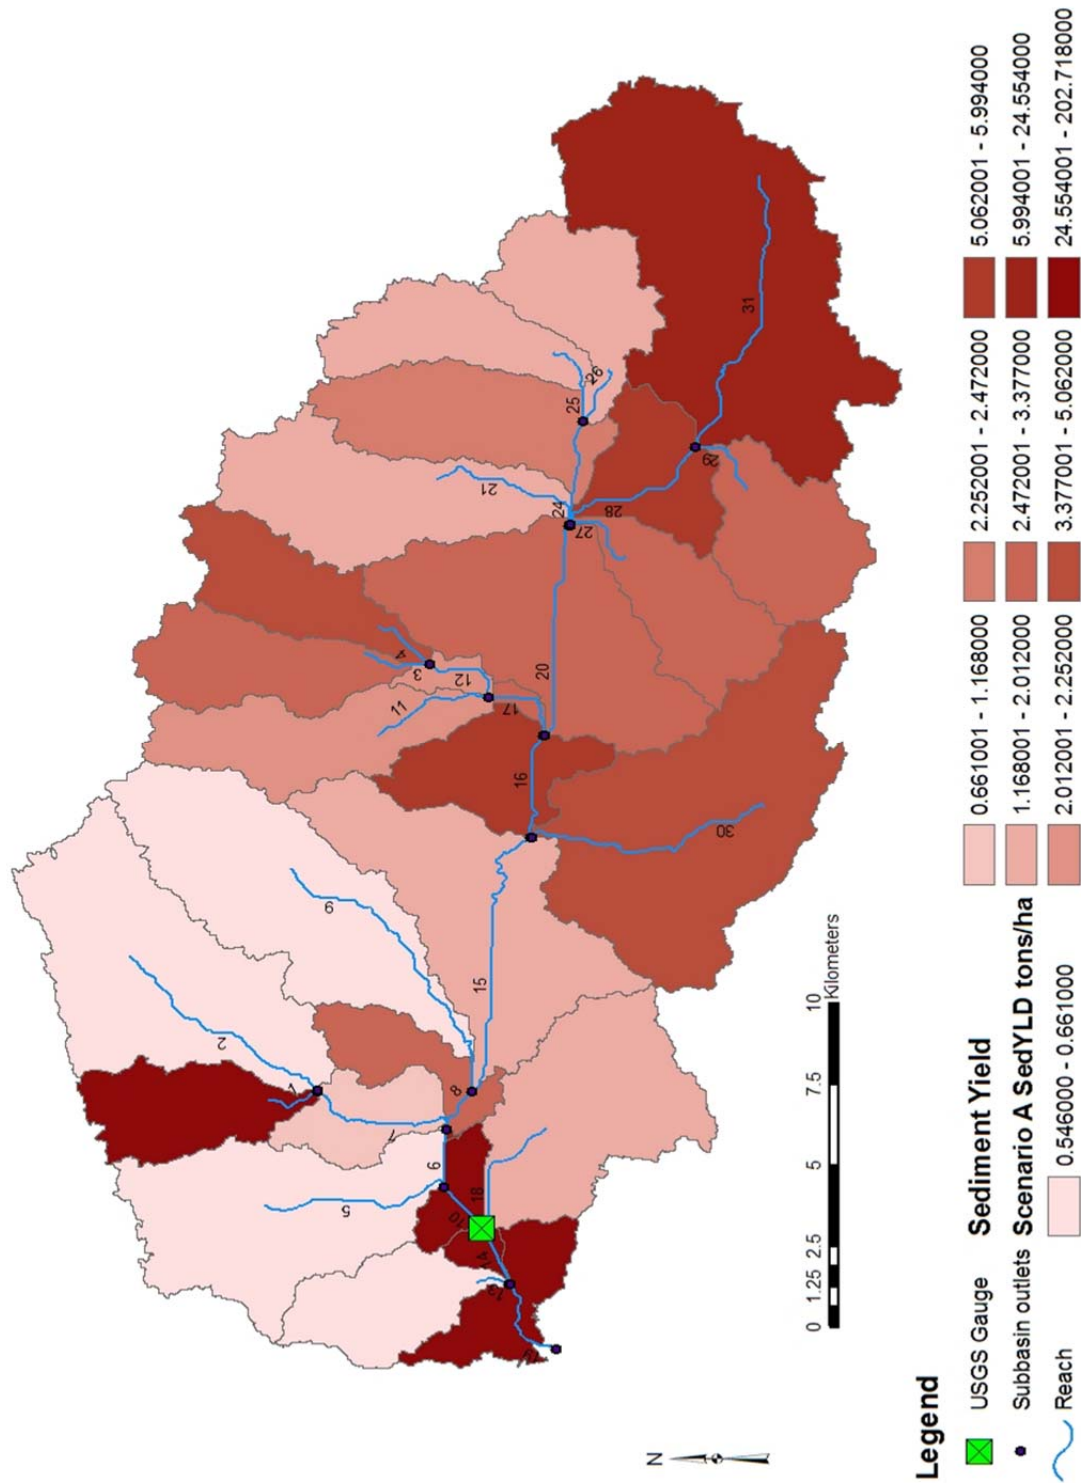 2
1
9
5
7
8
6
18
10
14
13
15
16
30
11
12
3
4
17
20
21
24
27
28
25
26
29
31
N
0 1.25 2.5 5 7.5 10
Kilometers
Legend
USGS Gauge
Subbasin outlets
Reach
Sediment Yield
Scenario A SedYLD tons/ha
0.546000 - 0.661000
0.661001 - 1.168000
1.168001 - 2.012000
2.012001 - 2.252000
2.252001 - 2.472000
2.472001 - 3.377000
3.377001 - 5.062000
5.062001 - 5.994000
5.994001 - 24.554000
24.554001 - 202.718000